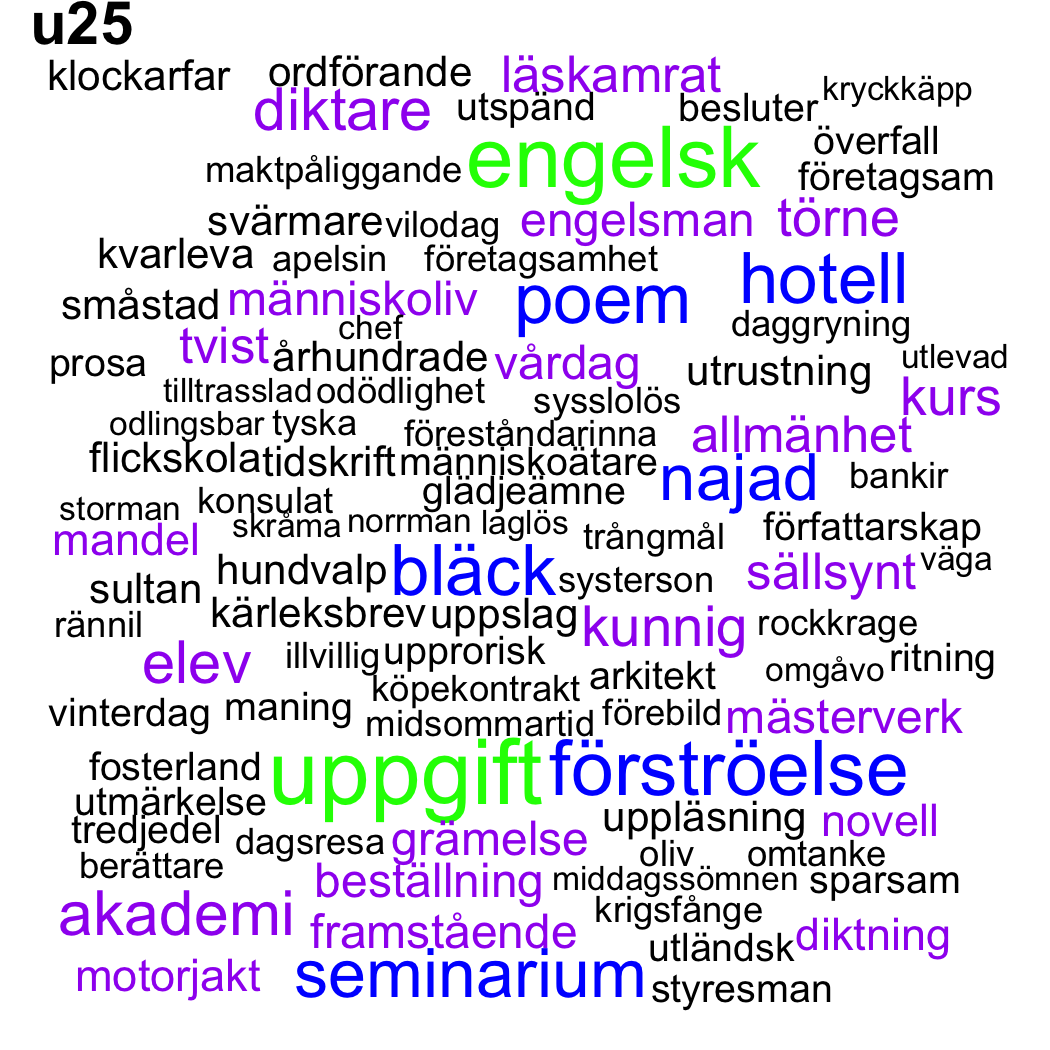 u25
klockarfar ordförande läskamrat kryckkäpp
diktare utspänd besluter
maktpåliggande engelsk överfall
företagsam
svärmare vilodag engelsman törne
kvarleva apelsin företagsamhet hotell
småstad människoliv poem daggryning
chef
prosa tvist århundrade vårdag utrustning utlevad
tilltrasslad odödlighet sysslolös kurs
odlingsbar tyska föreståndarinna allmänhet
flickskola tidskrift människoätare najad bankir
storman konsulat glädjeämne
mandel skråma norrman laglös trångmål författarskap
sultan hundvalp bläck systerson sällsynt väga
rännil kärleksbrev uppslag kunnig rockkrage
elev illvillig upprorisk arkitekt omgåvo ritning
vinterdag maning köpekontrakt förebild mästerverk
midsommartid
fosterland uppgift förströelse
utmärkelse
tredjedel dagsresa grämelse uppläsning novell
berättare oliv omtanke
beställning middagssömnen sparsam
akademi framstående krigsfånge diktning
motorjakt seminarium utländsk
styresman